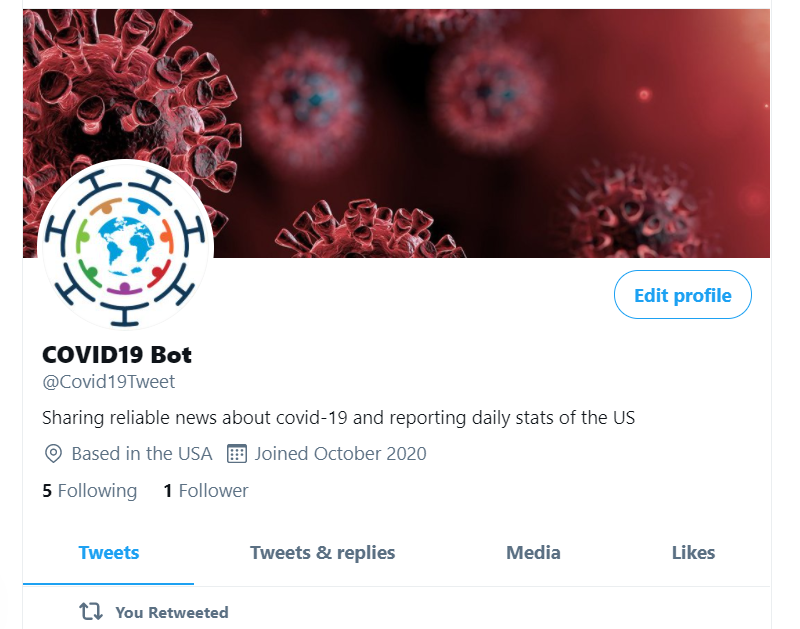 Edit profile
COVID19 Bot
@Covid19Tweet
Sharing reliable news about covid-19 and reporting daily stats of the US
Based in the USA Joined October 2020
5 Following 1 Follower
Tweets Tweets & replies Media Likes
You Retweeted